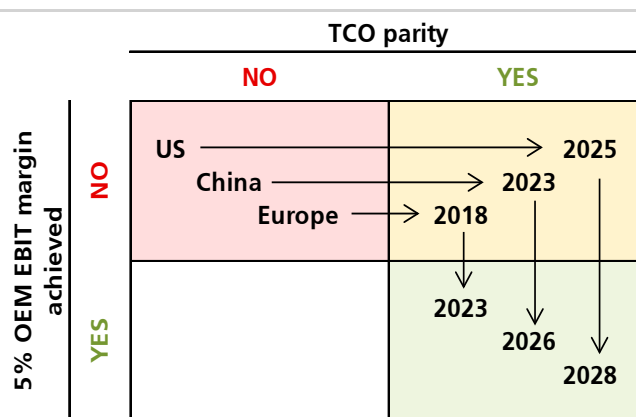 TCO parity
NO
YES
5% OEM EBIT margin
achieved
NO
US
2025
China
2023
Europe
2018
YES
2023
2026
2028